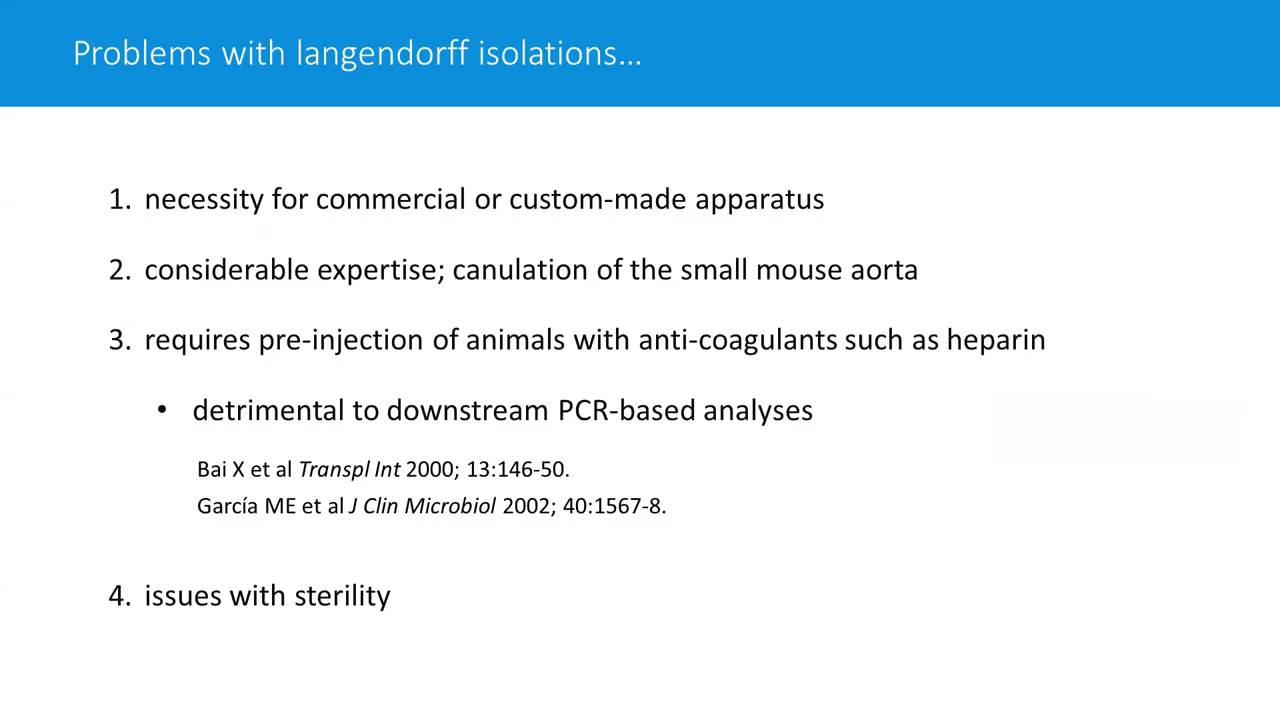 Problems with langendorff isolations...
1. necessity for commercial or custom-made apparatus
2. considerable expertise; canulation of the small mouse aorta
3. requires pre-injection of animals with anti-coagulants such as heparin
• detrimental to downstream PCR-based analyses
Bai X et al Transpl Int 2000; 13:146-50.
García ME et al J Clin Microbiol 2002; 40:1567-8.
4. issues with sterility